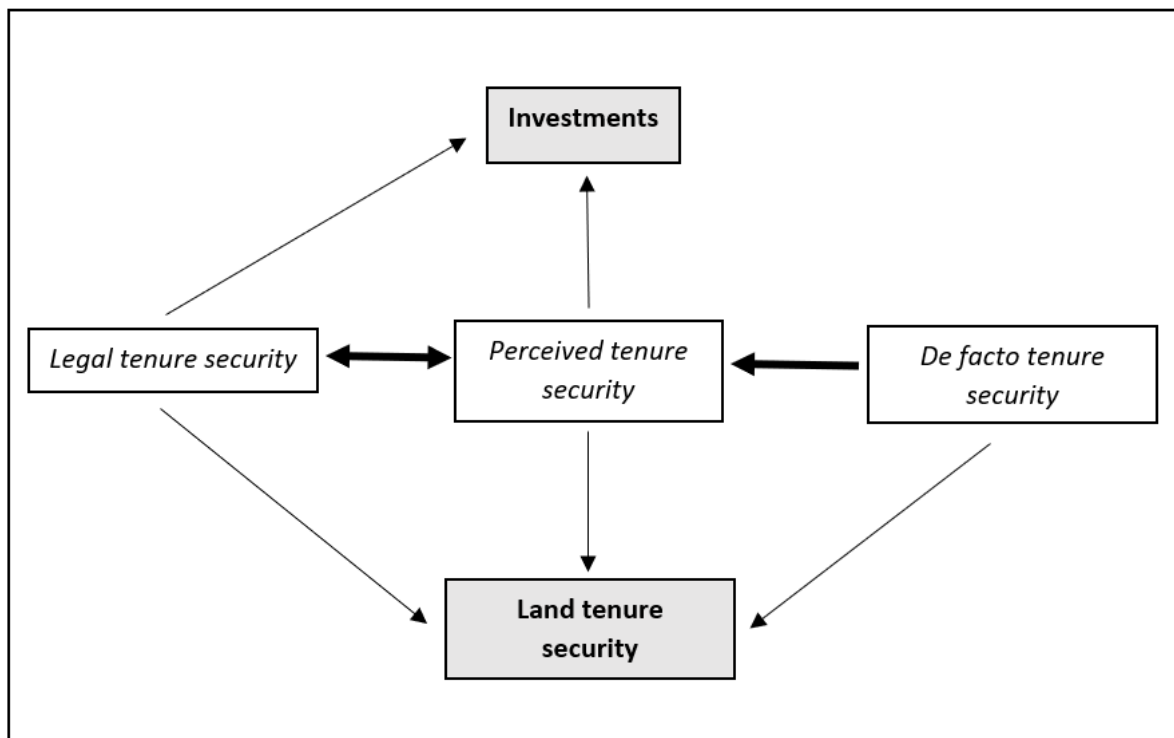 Investments
Legal tenure security
Perceived tenure
security
De facto tenure
security
Land tenure
security